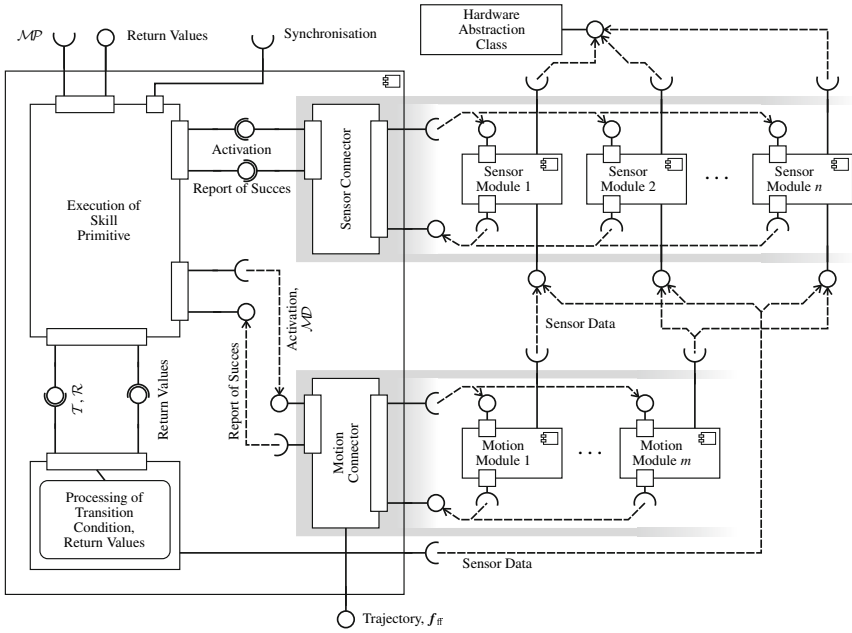 𝓜𝓟
Return Values
Synchronisation
Hardware
Abstraction
Class
Activation
Report of Succes
Sensor Connector
Sensor
Module 1
Sensor
Module 2
. . .
Sensor
Module n
Execution of
Skill
Primitive
Activation,
𝓜𝓓
Report of Succes
Sensor Data
𝒯, ℛ
Return Values
Motion
Connector
Motion
Module 1
. . .
Motion
Module m
Processing of
Transition
Condition,
Return Values
Sensor Data
Trajectory, f_ff